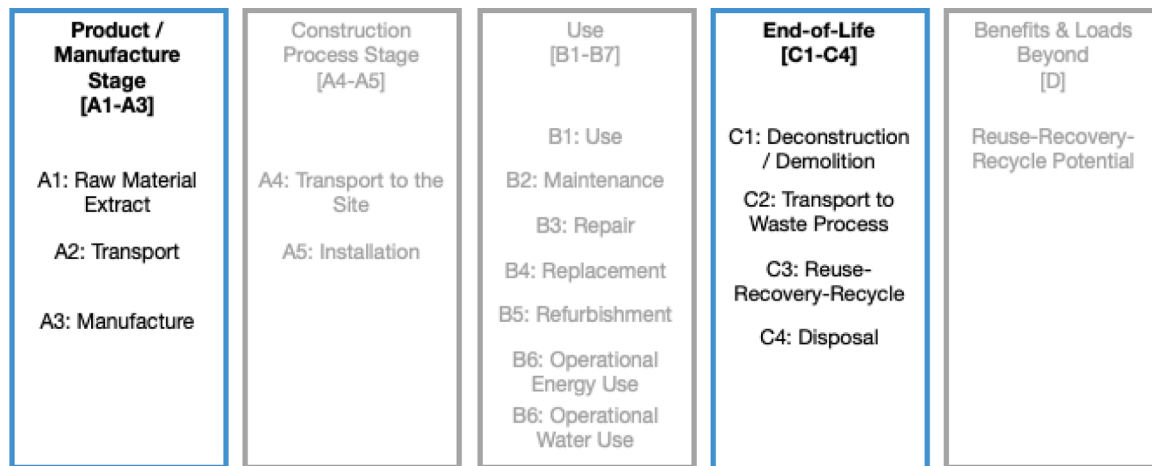 Product /
Manufacture
Stage
[A1-A3]
A1: Raw Material
Extract
A2: Transport
A3: Manufacture
Construction
Process Stage
[A4-A5]
A4: Transport to the
Site
A5: Installation
Use
[B1-B7]
B1: Use
B2: Maintenance
B3: Repair
B4: Replacement
B5: Refurbishment
B6: Operational
Energy Use
B6: Operational
Water Use
End-of-Life
[C1-C4]
C1: Deconstruction
/ Demolition
C2: Transport to
Waste Process
C3: Reuse-
Recovery-Recycle
C4: Disposal
Benefits & Loads
Beyond
[D]
Reuse-Recovery-
Recycle Potential